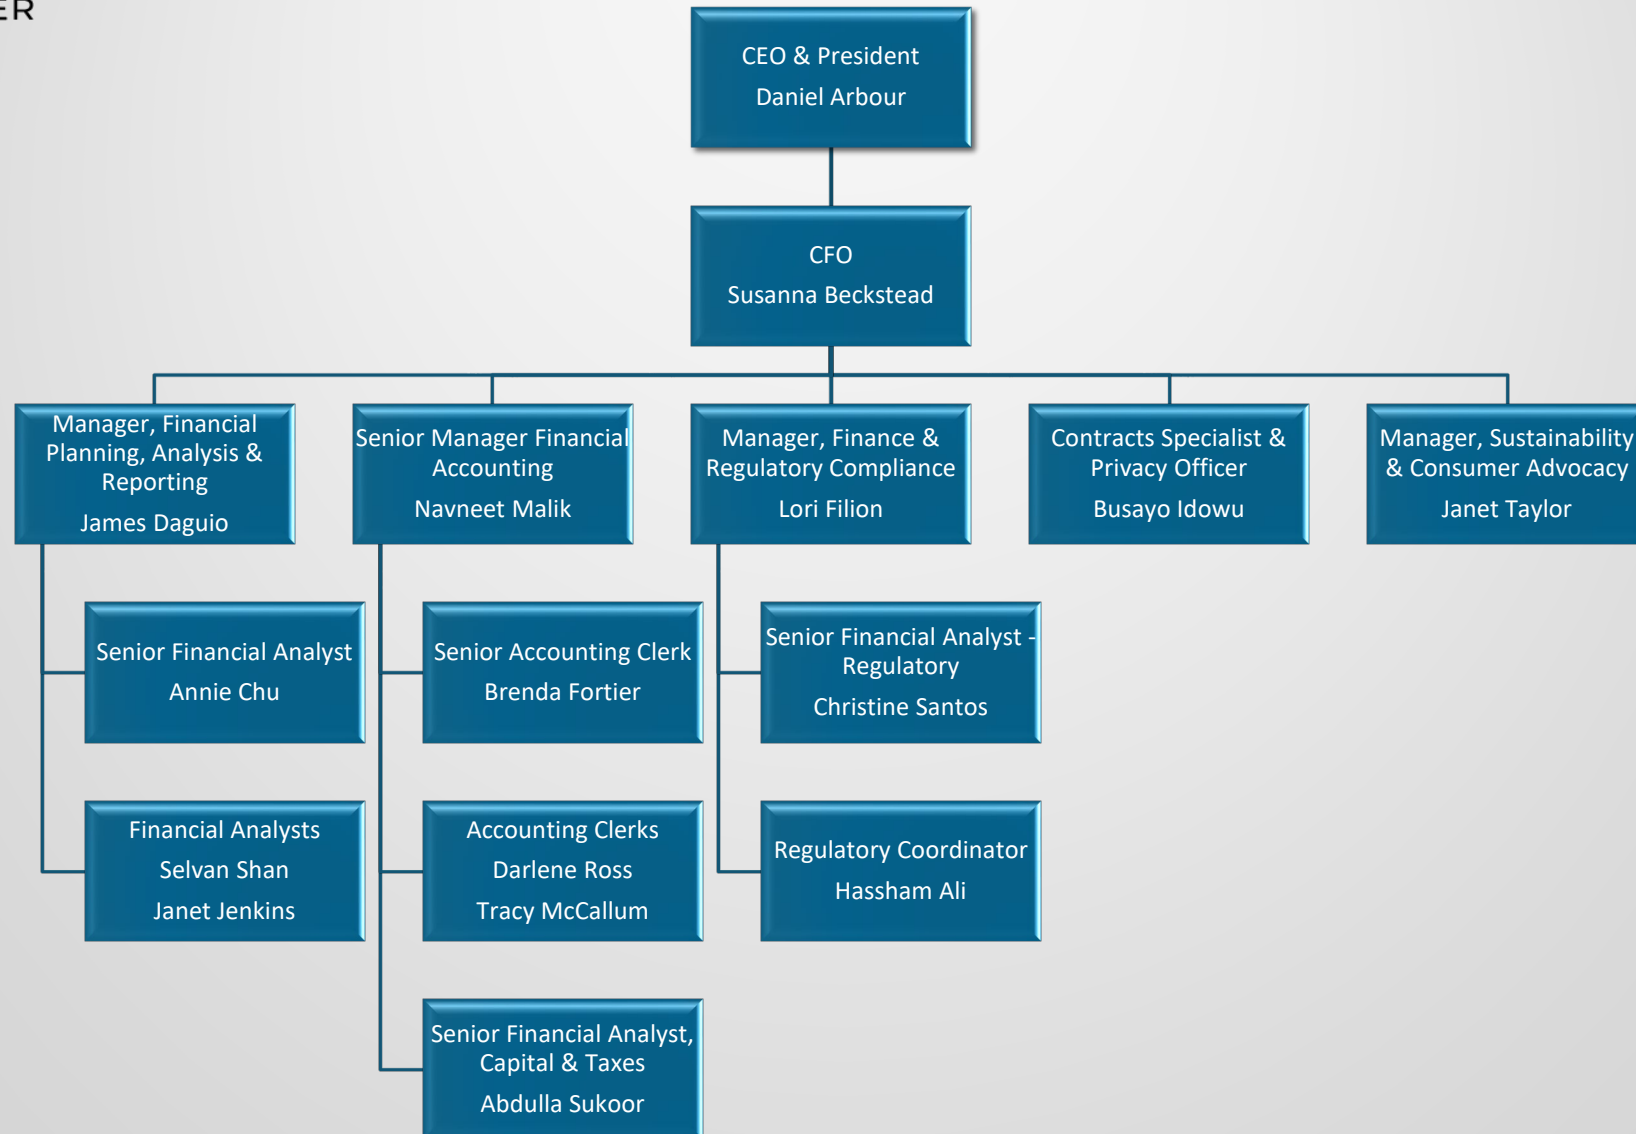 ER
CEO & President
Daniel Arbour
CFO
Susanna Beckstead
Manager, Financial
Planning, Analysis &
Reporting
James Daguio
Senior Manager Financial
Accounting
Navneet Malik
Manager, Finance &
Regulatory Compliance
Lori Filion
Contracts Specialist &
Privacy Officer
Busayo Idowu
Manager, Sustainability
& Consumer Advocacy
Janet Taylor
Senior Financial Analyst
Annie Chu
Senior Accounting Clerk
Brenda Fortier
Senior Financial Analyst -
Regulatory
Christine Santos
Financial Analysts
Selvan Shan
Janet Jenkins
Accounting Clerks
Darlene Ross
Tracy McCallum
Regulatory Coordinator
Hassham Ali
Senior Financial Analyst,
Capital & Taxes
Abdulla Sukoor